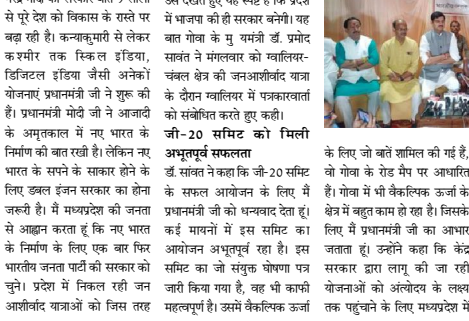 से पूरे देश को विकास के रास्ते पर
बढ़ा रही है। कन्याकुमारी से लेकर
कश्मीर तक स्किल इंडिया,
डिजिटल इंडिया जैसी अनेकों
योजनाएं प्रधानमंत्री जी ने शुरू की
हैं। प्रधानमंत्री मोदी जी ने आजादी
के अमृतकाल में नए भारत के
निर्माण की बात रखी है। लेकिन नए
भारत के सपने के साकार होने के
लिए डबल इंजन सरकार का होना
जरूरी है। मैं मध्यप्रदेश की जनता
से आह्वान करता हूं कि नए भारत
के निर्माण के लिए एक बार फिर
भारतीय जनता पार्टी की सरकार को
चुने। प्रदेश में निकल रही जन
आशीर्वाद यात्राओं को जिस तरह
उसे देखते हुए यह स्पष्ट है कि प्रदेश
में भाजपा की ही सरकार बनेगी। यह
बात गोवा के मु यमंत्री डॉ. प्रमोद
सावंत ने मंगलवार को ग्वालियर-
चंबल क्षेत्र की जनआशीर्वाद यात्रा
के दौरान ग्वालियर में पत्रकारवार्ता
को संबोधित करते हुए कही।
जी-20 समिट को मिली
अभूतपूर्व सफलता
डॉ. सांवत ने कहा कि जी-20 समिट
के सफल आयोजन के लिए मैं
प्रधानमंत्री जी को धन्यवाद देता हूं।
कई मायनों में इस समिट का
आयोजन अभूतपूर्व रहा है। इस
समिट का जो संयुक्त घोषणा पत्र
जारी किया गया है, वह भी काफी
महत्वपूर्ण है। उसमें वैकल्पिक ऊर्जा
के लिए जो बातें शामिल की गई हैं,
वो गोवा के रोड मैप पर आधारित
हैं। गोवा में भी वैकल्पिक ऊर्जा के
क्षेत्र में बहुत काम हो रहा है। जिसके
लिए मैं प्रधानमंत्री जी का आभार
जताता हूं। उन्होंने कहा कि केंद्रे
सरकार द्वारा लागू की जा रही
योजनाओं को अंत्योदय के लक्ष्य
तक पहुंचाने के लिए मध्यप्रदेश में